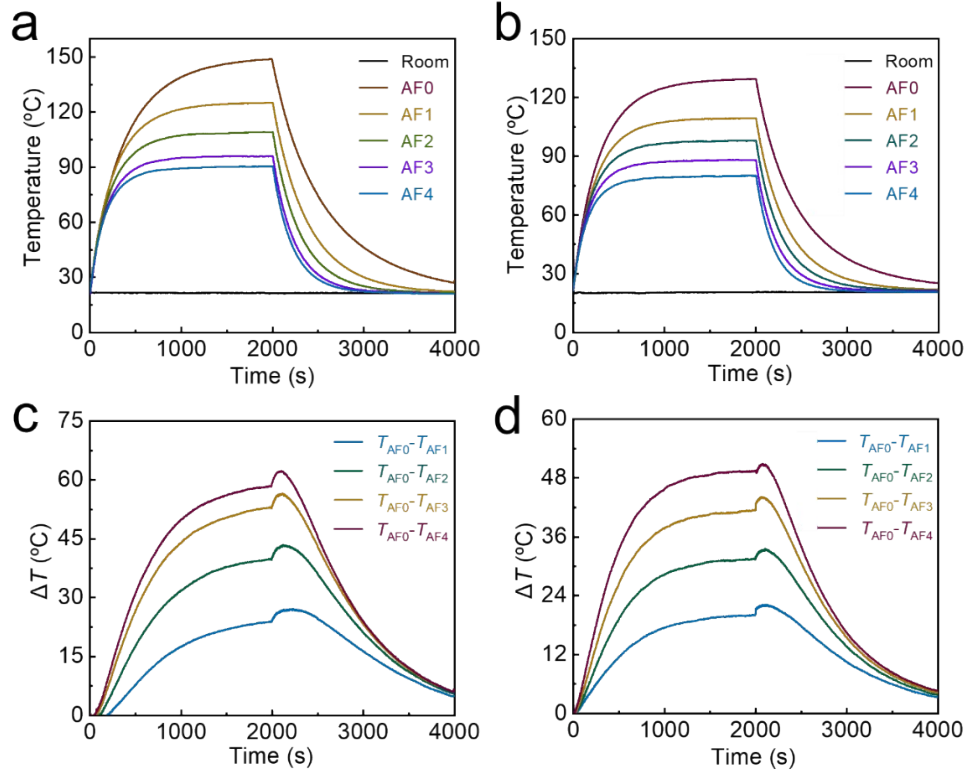 a
Temperature (ºC)
150
120
90
60
30
0
Room
AF0
AF1
AF2
AF3
AF4
0 1000 2000 3000 4000
Time (s)
b
Temperature (ºC)
150
120
90
60
30
0
Room
AF0
AF1
AF2
AF3
AF4
0 1000 2000 3000 4000
Time (s)
c
ΔT (ºC)
75
60
45
30
15
0
TAF0-TAF1
TAF0-TAF2
TAF0-TAF3
TAF0-TAF4
0 1000 2000 3000 4000
Time (s)
d
ΔT (ºC)
60
48
36
24
12
0
TAF0-TAF1
TAF0-TAF2
TAF0-TAF3
TAF0-TAF4
0 1000 2000 3000 4000
Time (s)